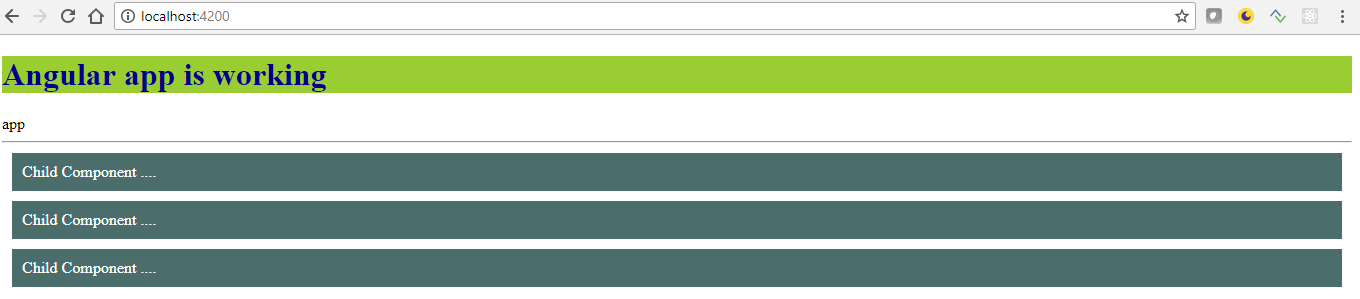 localhost:4200
Angular app is working
app
Child Component ....
Child Component ....
Child Component ....